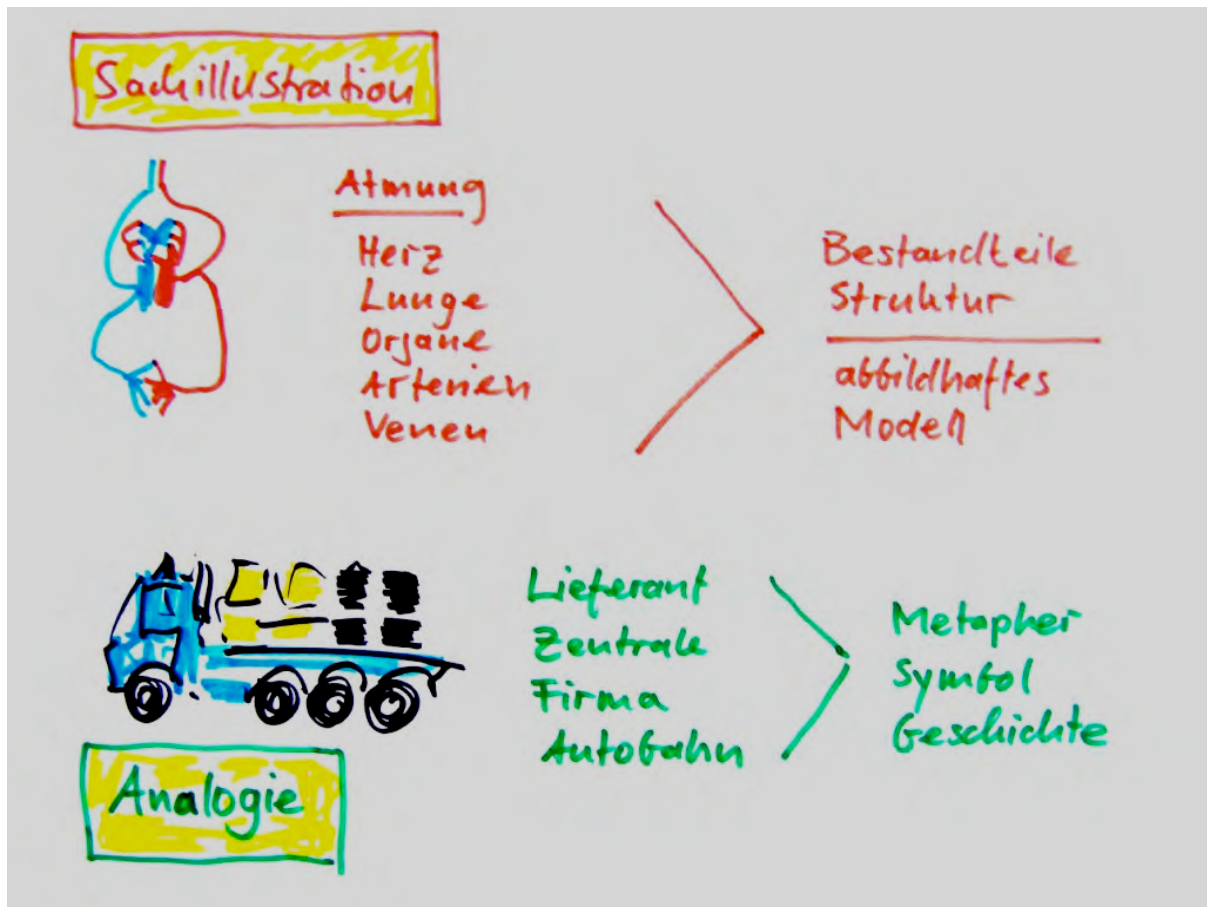 Sachillustration
Atmung
Herz
Lunge
Organe
Arterien
Venen
Bestandteile
Struktur
abbildhaftes
Modell
Lieferant
Zentrale
Firma
Autobahn
Metapher
Symbol
Geschichte
Analogie